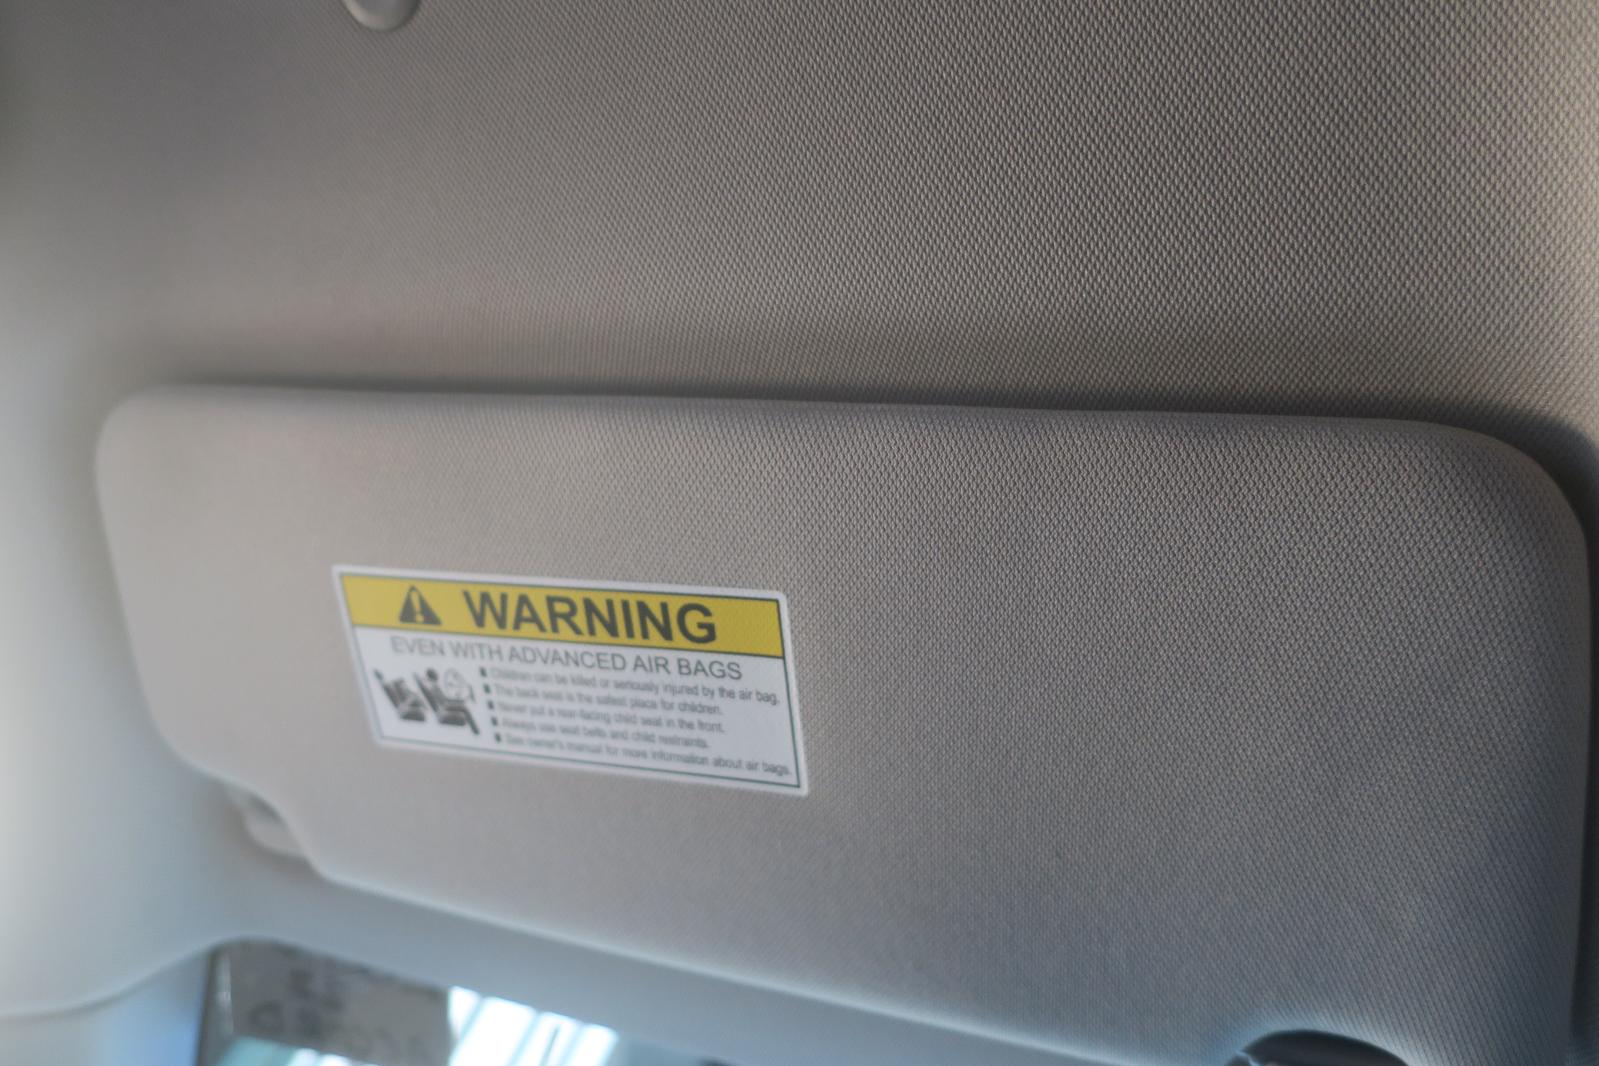 WARNING
EVEN WITH ADVANCED AIR BAGS
Children can be killed or seriously injured by the air bag.
The back seat is the safest place for children.
Never put a rear-facing child seat in the front.
Always use seat belts and child restraints.
See owner's manual for more information about air bags.